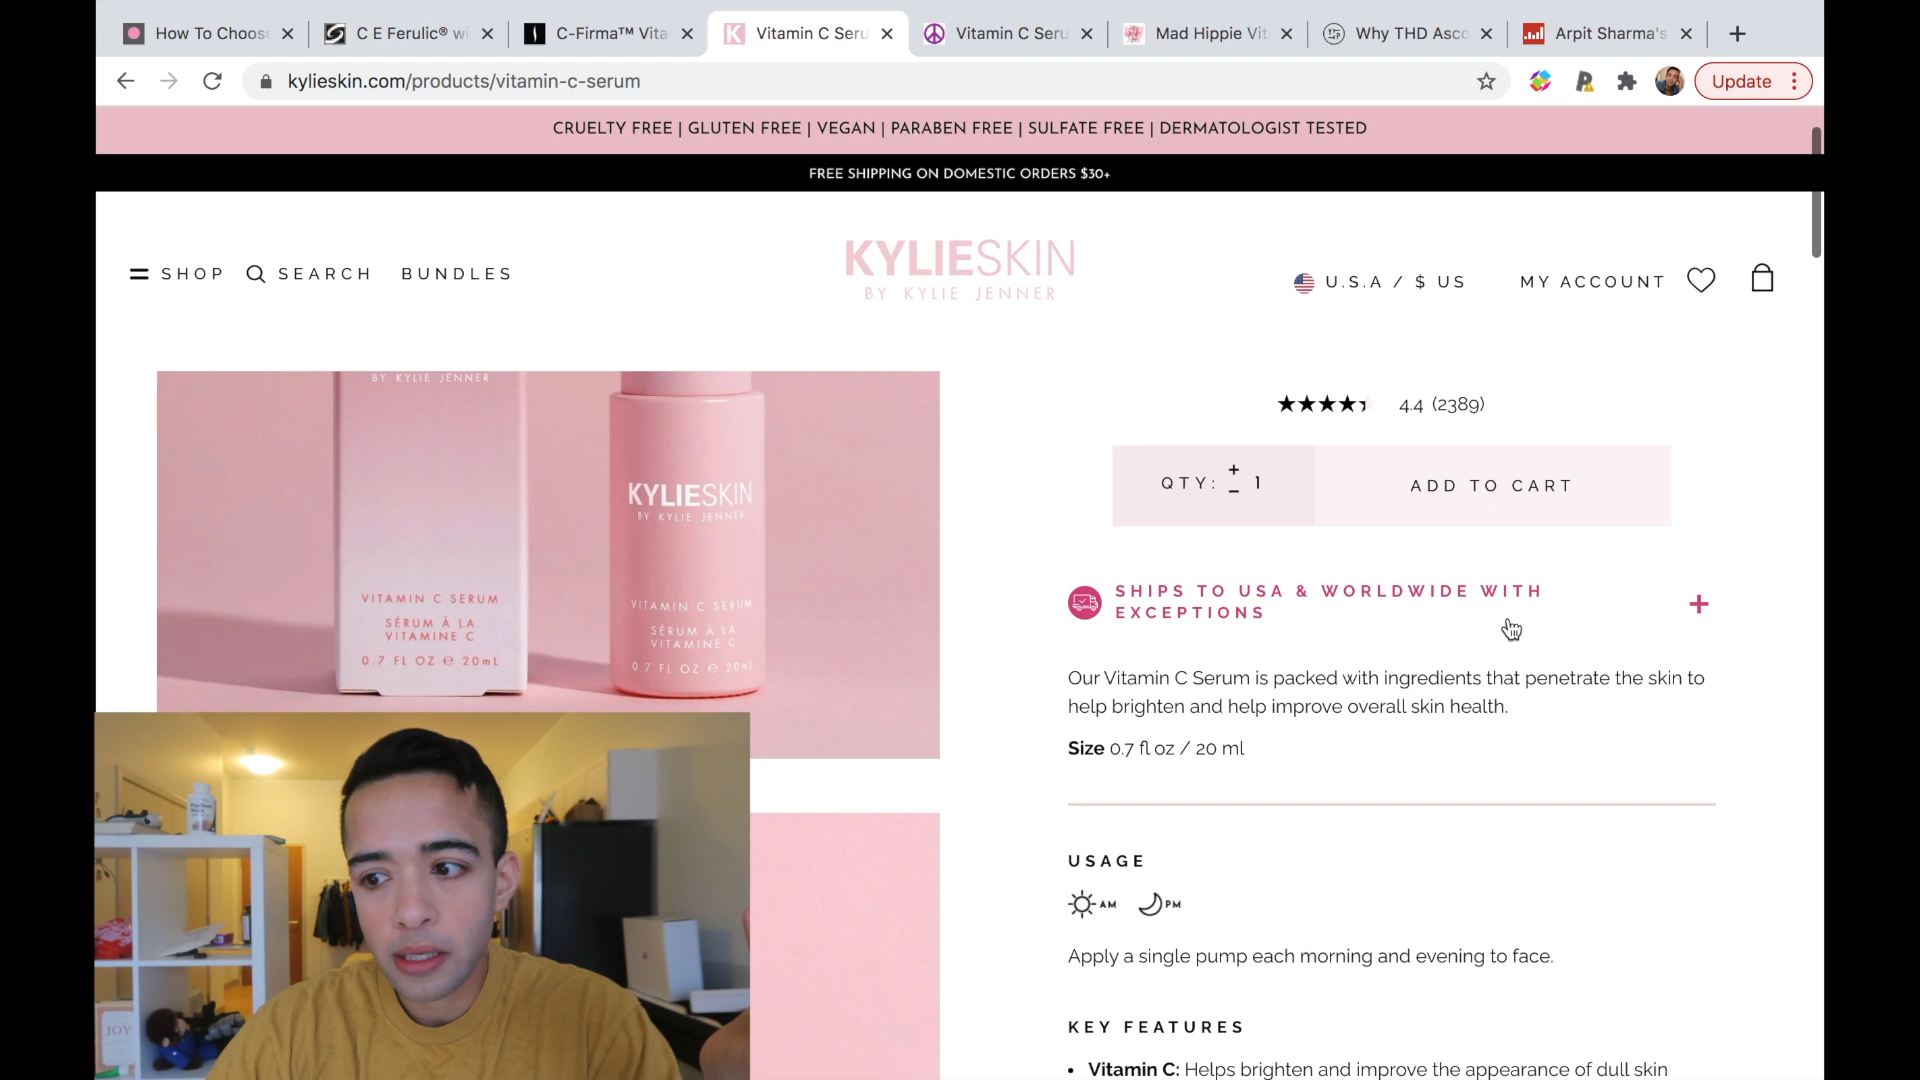 How To Choos
C E Ferulic® wi
C-Firma™ Vita
Vitamin C Seru
Vitamin C Seru
Mad Hippie Vit
Why THD Asco
Arpit Sharma's
kylieskin.com/products/vitamin-c-serum
Update
CRUELTY FREE | GLUTEN FREE | VEGAN | PARABEN FREE | SULFATE FREE | DERMATOLOGIST TESTED
FREE SHIPPING ON DOMESTIC ORDERS $30+
SHOP
SEARCH
BUNDLES
KYLIESKIN
BY KYLIE JENNER
U.S.A / $ US
MY ACCOUNT
BY KYLIE JENNER
VITAMIN C SERUM
SÉRUM À LA
VITAMINE C
0.7 FL OZ ℮ 20mL
KYLIESKIN
BY KYLIE JENNER
VITAMIN C SERUM
SÉRUM À LA
VITAMINE C
0.7 FL OZ ℮ 20mL
4.4 (2389)
QTY: + − 1
ADD TO CART
SHIPS TO USA & WORLDWIDE WITH
EXCEPTIONS
Our Vitamin C Serum is packed with ingredients that penetrate the skin to
help brighten and help improve overall skin health.
Size 0.7 fl oz / 20 ml
USAGE
AM
PM
Apply a single pump each morning and evening to face.
KEY FEATURES
• Vitamin C: Helps brighten and improve the appearance of dull skin
JOY